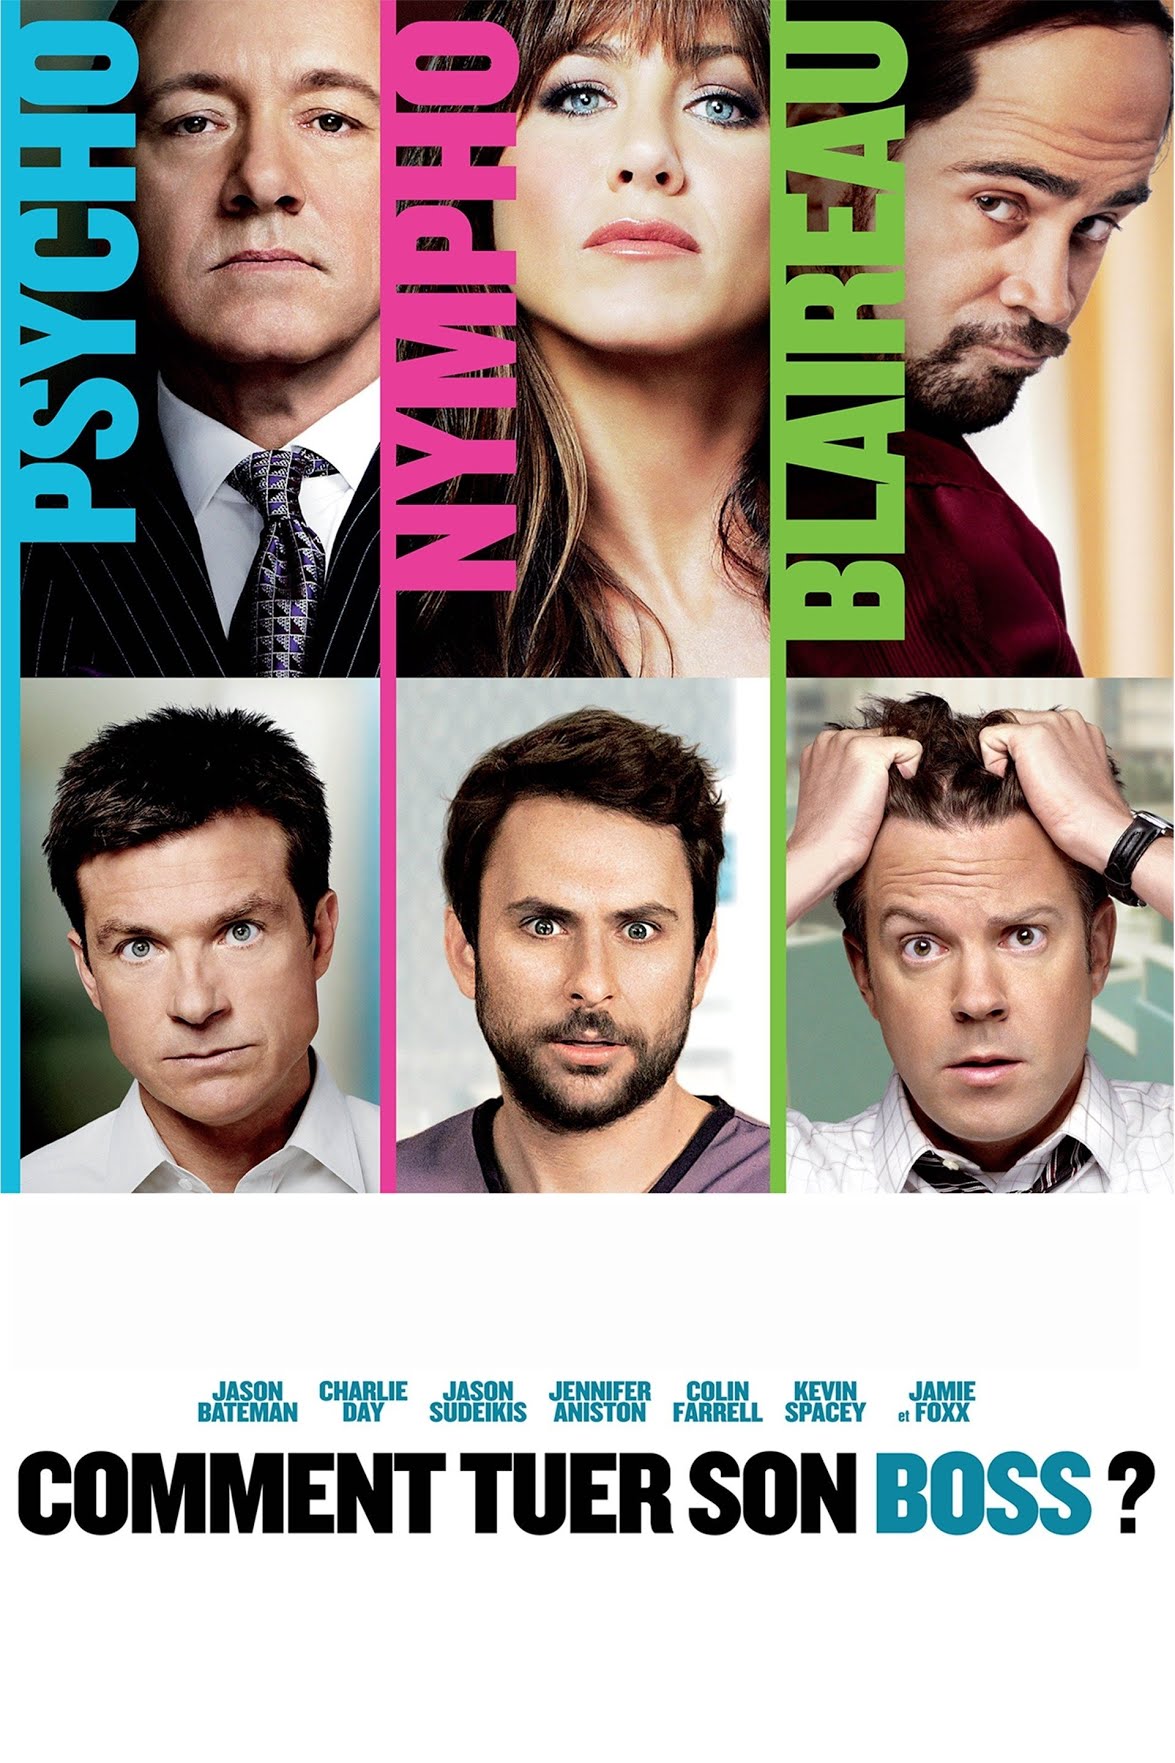 PSYCHO
NYMPHO
BLAIREAU
JASON
BATEMAN
CHARLIE
DAY
JASON
SUDEIKIS
JENNIFER
ANISTON
COLIN
FARRELL
KEVIN
SPACEY
JAMIE
et FOXX
COMMENT TUER SON BOSS ?